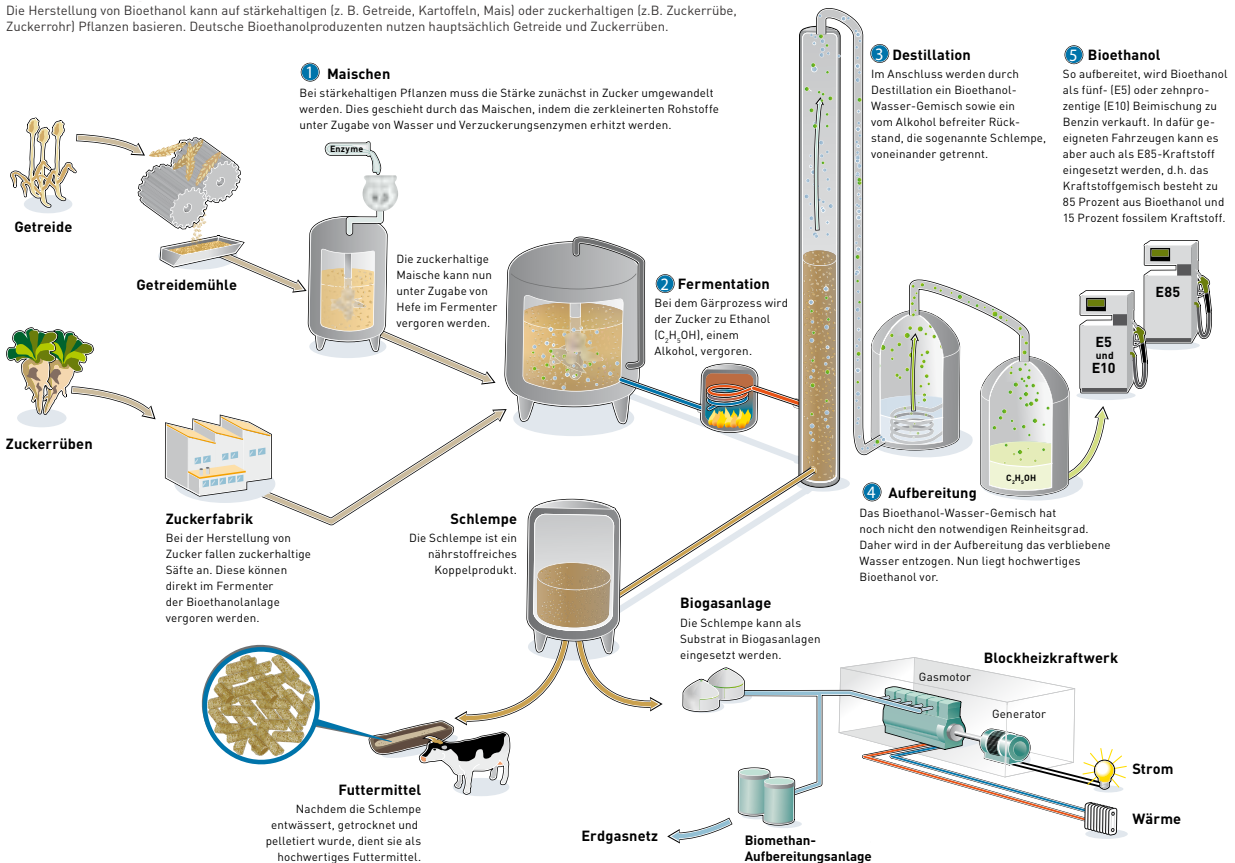 Die Herstellung von Bioethanol kann auf stärkehaltigen (z. B. Getreide, Kartoffeln, Mais) oder zuckerhaltigen (z.B. Zuckerrübe,
Zuckerrohr) Pflanzen basieren. Deutsche Bioethanolproduzenten nutzen hauptsächlich Getreide und Zuckerrüben.
1 Maischen
Bei stärkehaltigen Pflanzen muss die Stärke zunächst in Zucker umgewandelt
werden. Dies geschieht durch das Maischen, indem die zerkleinerten Rohstoffe
unter Zugabe von Wasser und Verzuckerungsenzymen erhitzt werden.
Enzyme
Getreide
Getreidemühle
Die zuckerhaltige
Maische kann nun
unter Zugabe von
Hefe im Fermenter
vergoren werden.
2 Fermentation
Bei dem Gärprozess wird
der Zucker zu Ethanol
(C₂H₅OH), einem
Alkohol, vergoren.
3 Destillation
Im Anschluss werden durch
Destillation ein Bioethanol-
Wasser-Gemisch sowie ein
vom Alkohol befreiter Rück-
stand, die sogenannte Schlempe,
voneinander getrennt.
5 Bioethanol
So aufbereitet, wird Bioethanol
als fünf- (E5) oder zehnpro-
zentige (E10) Beimischung zu
Benzin verkauft. In dafür ge-
eigneten Fahrzeugen kann es
aber auch als E85-Kraftstoff
eingesetzt werden, d.h. das
Kraftstoffgemisch besteht zu
85 Prozent aus Bioethanol und
15 Prozent fossilem Kraftstoff.
E85
E5
und
E10
C₂H₅OH
4 Aufbereitung
Das Bioethanol-Wasser-Gemisch hat
noch nicht den notwendigen Reinheitsgrad.
Daher wird in der Aufbereitung das verbliebene
Wasser entzogen. Nun liegt hochwertiges
Bioethanol vor.
Zuckerrüben
Zuckerfabrik
Bei der Herstellung von
Zucker fallen zuckerhaltige
Säfte an. Diese können
direkt im Fermenter
der Bioethanolanlage
vergoren werden.
Schlempe
Die Schlempe ist ein
nährstoffreiches
Koppelprodukt.
Biogasanlage
Die Schlempe kann als
Substrat in Biogasanlagen
eingesetzt werden.
Blockheizkraftwerk
Gasmotor
Generator
Strom
Wärme
Futtermittel
Nachdem die Schlempe
entwässert, getrocknet und
pelletiert wurde, dient sie als
hochwertiges Futtermittel.
Erdgasnetz
Biomethan-
Aufbereitungsanlage